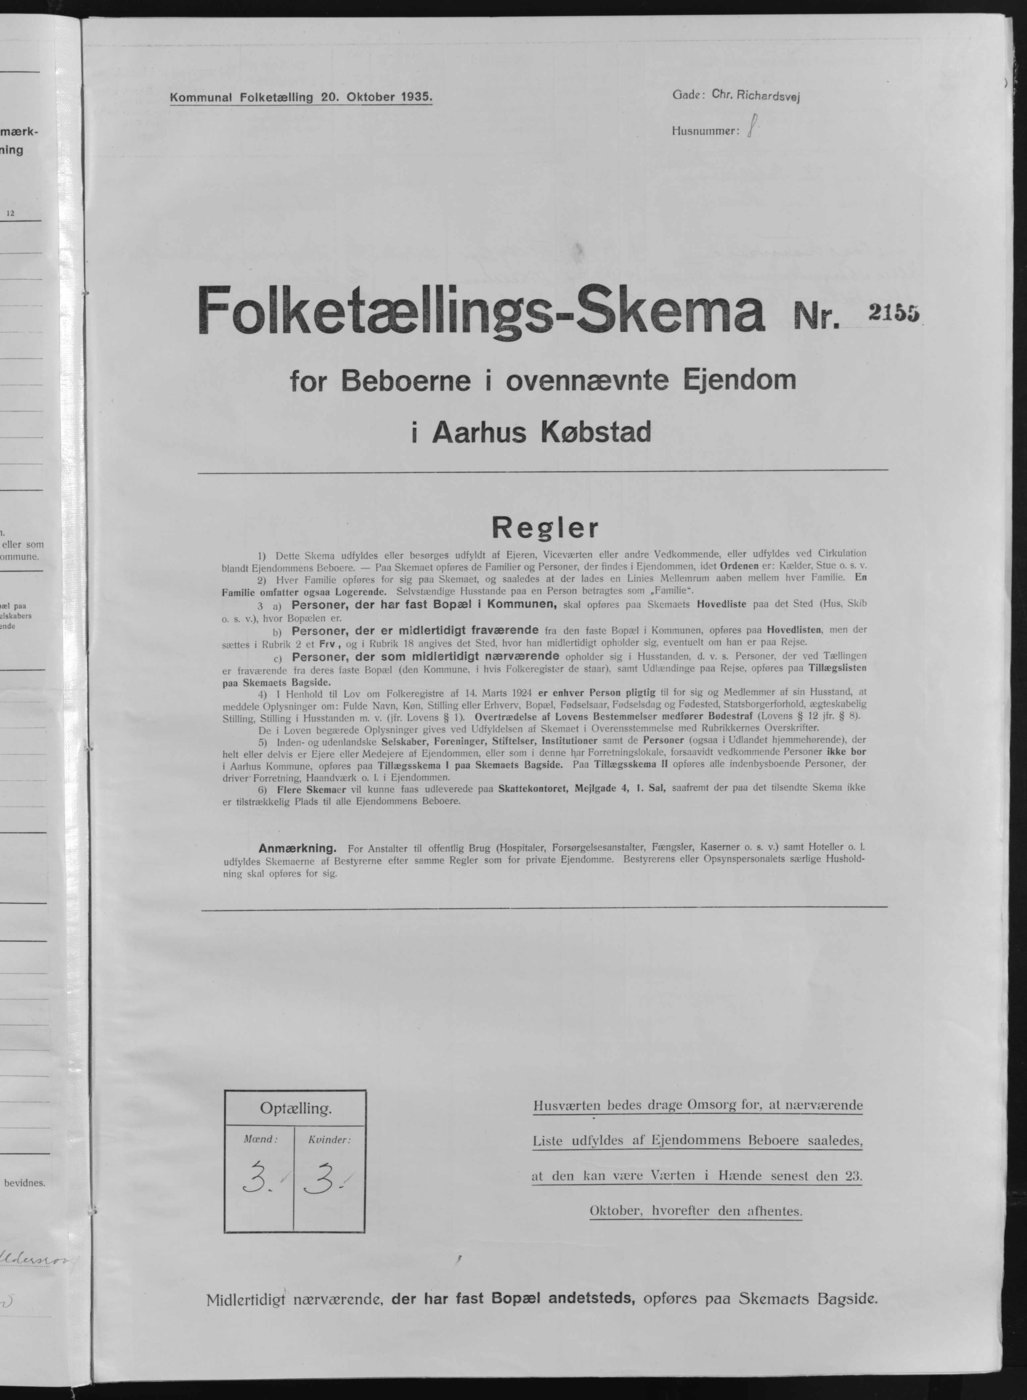 mærk-
ning
12
eller som
ommune.
æl paa
elskabers
ende
bevidnes.
Kommunal Folketælling 20. Oktober 1935.
Gade: Chr. Richardsvej
Husnummer: 8
Folketællings-Skema Nr. 2155
for Beboerne i ovennævnte Ejendom
i Aarhus Købstad
Regler
1) Dette Skema udfyldes eller besørges udfyldt af Ejeren, Viceværten eller andre Vedkommende, eller udfyldes ved Cirkulation
blandt Ejendommens Beboere. — Paa Skemaet opføres de Familier og Personer, der findes i Ejendommen, idet Ordenen er: Kælder, Stue o. s. v.
2) Hver Familie opføres for sig paa Skemaet, og saaledes at der lades en Linies Mellemrum aaben mellem hver Familie. En
Familie omfatter ogsaa Logerende. Selvstændige Husstande paa en Person betragtes som „Familie“.
3 a) Personer, der har fast Bopæl i Kommunen, skal opføres paa Skemaets Hovedliste paa det Sted (Hus, Skib
o. s. v.), hvor Bopælen er.
b) Personer, der er midlertidigt fraværende fra den faste Bopæl i Kommunen, opføres paa Hovedlisten, men der
sættes i Rubrik 2 et Frv., og i Rubrik 18 angives det Sted, hvor han midlertidigt opholder sig, eventuelt om han er paa Rejse.
c) Personer, der som midlertidigt nærværende opholder sig i Husstanden, d. v. s. Personer, der ved Tællingen
er fraværende fra deres faste Bopæl (den Kommune, i hvis Folkeregister de staar), samt Udlændinge paa Rejse, opføres paa Tillægslisten
paa Skemaets Bagside.
4) I Henhold til Lov om Folkeregistre af 14. Marts 1924 er enhver Person pligtig til for sig og Medlemmer af sin Husstand, at
meddele Oplysninger om: Fulde Navn, Køn, Stilling eller Erhverv, Bopæl, Fødselsaar, Fødselsdag og Fødested, Statsborgerforhold, ægteskabelig
Stilling, Stilling i Husstanden m. v. (jfr. Lovens § 1). Overtrædelse af Lovens Bestemmelser medfører Bødestraf (Lovens § 12 jfr. § 8).
De i Loven begærede Oplysninger gives ved Udfyldelsen af Skemaet i Overensstemmelse med Rubrikkernes Overskrifter.
5) Inden- og udenlandske Selskaber, Foreninger, Stiftelser, Institutioner samt de Personer (ogsaa i Udlandet hjemmehørende), der
helt eller delvis er Ejere eller Medejere af Ejendommen, eller som i denne har Forretningslokale, forsaavidt vedkommende Personer ikke bor
i Aarhus Kommune, opføres paa Tillægsskema I paa Skemaets Bagside. Paa Tillægsskema II opføres alle indenbysboende Personer, der
driver Forretning, Haandværk o. l. i Ejendommen.
6) Flere Skemaer vil kunne faas udleverede paa Skattekontoret, Mejlgade 4, 1. Sal, saafremt der paa det tilsendte Skema ikke
er tilstrækkelig Plads til alle Ejendommens Beboere.
Anmærkning. For Anstalter til offentlig Brug (Hospitaler, Forsørgelsesanstalter, Fængsler, Kaserner o. s. v.) samt Hoteller o. l.
udfyldes Skemaerne af Bestyrerne efter samme Regler som for private Ejendomme. Bestyrerens eller Opsynspersonalets særlige Hushold-
ning skal opføres for sig.
Optælling.
Mænd: Kvinder:
3. 3.
Husværten bedes drage Omsorg for, at nærværende
Liste udfyldes af Ejendommens Beboere saaledes,
at den kan være Værten i Hænde senest den 23.
Oktober, hvorefter den afhentes.
Midlertidigt nærværende, der har fast Bopæl andetsteds, opføres paa Skemaets Bagside.